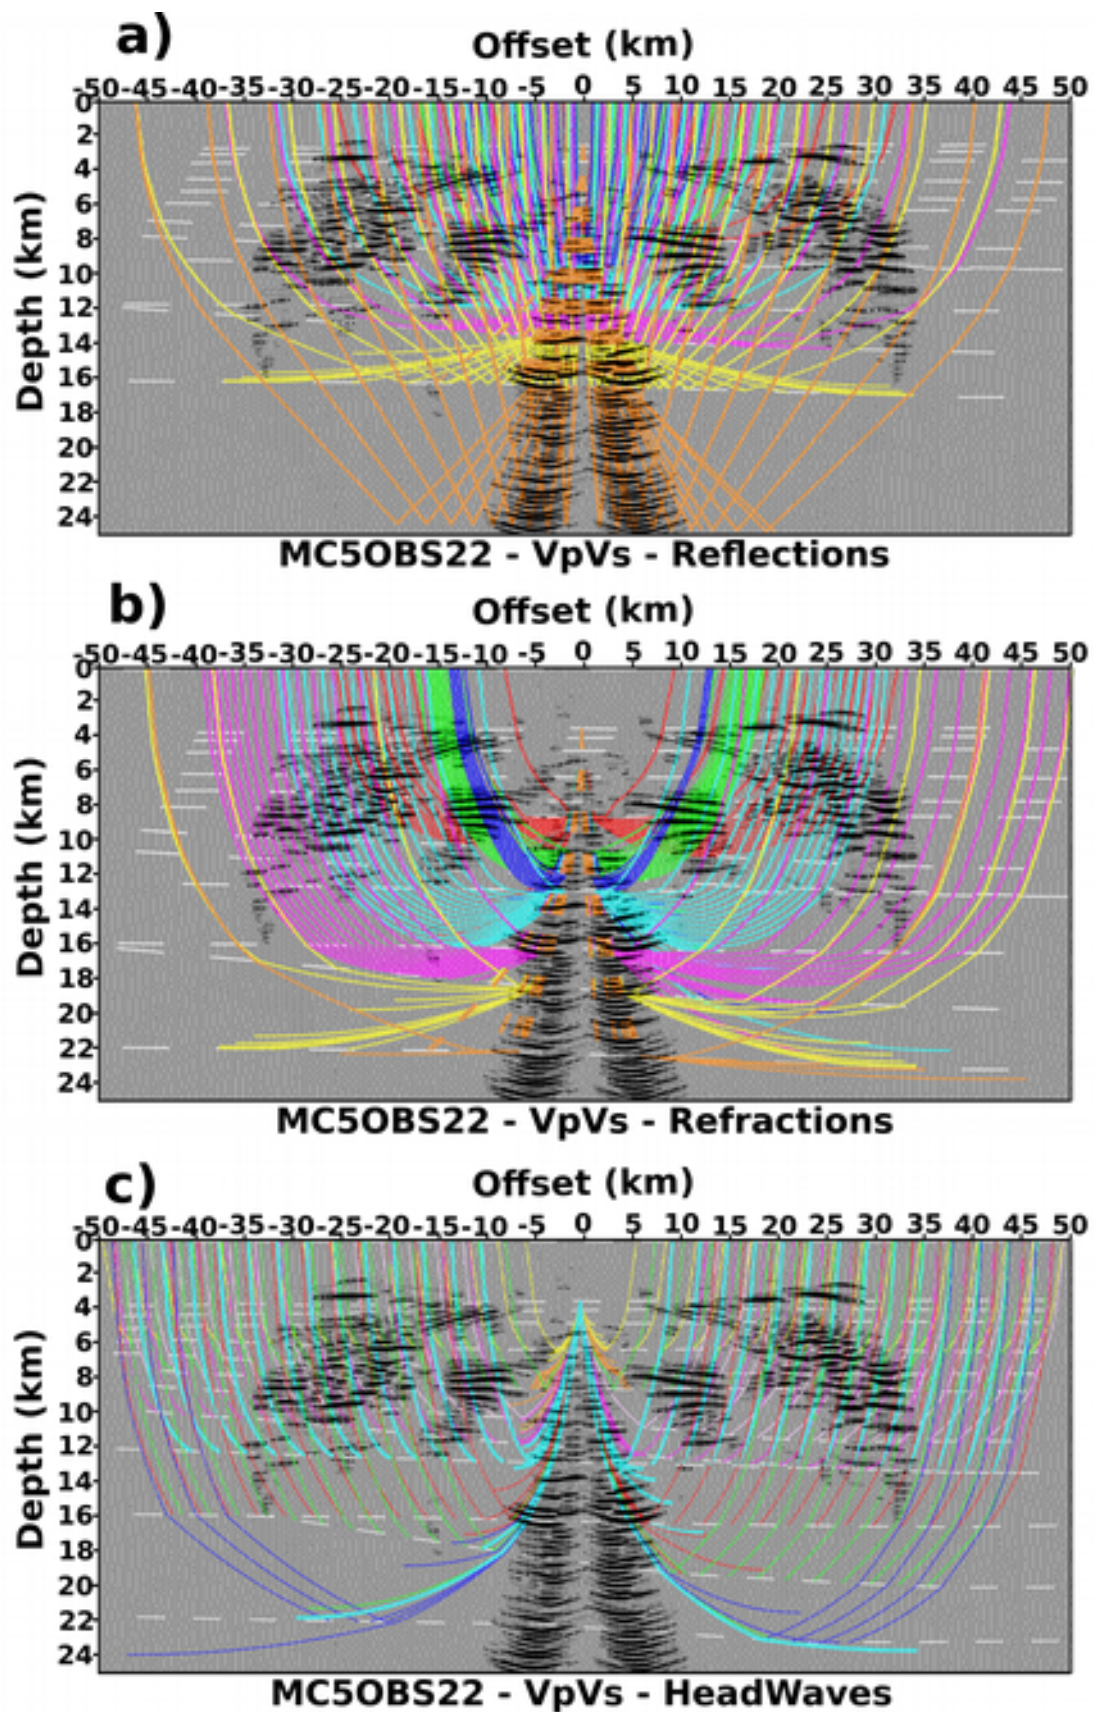 a)
Offset (km)
-50-45-40-35-30-25-20-15-10 -5 0 5 10 15 20 25 30 35 40 45 50
0
2
4
6
8
10
12
14
16
18
20
22
24
Depth (km)
MC5OBS22 - VpVs - Reflections
b)
Offset (km)
-50-45-40-35-30-25-20-15-10 -5 0 5 10 15 20 25 30 35 40 45 50
0
2
4
6
8
10
12
14
16
18
20
22
24
Depth (km)
MC5OBS22 - VpVs - Refractions
c)
Offset (km)
-50-45-40-35-30-25-20-15-10 -5 0 5 10 15 20 25 30 35 40 45 50
0
2
4
6
8
10
12
14
16
18
20
22
24
Depth (km)
MC5OBS22 - VpVs - HeadWaves